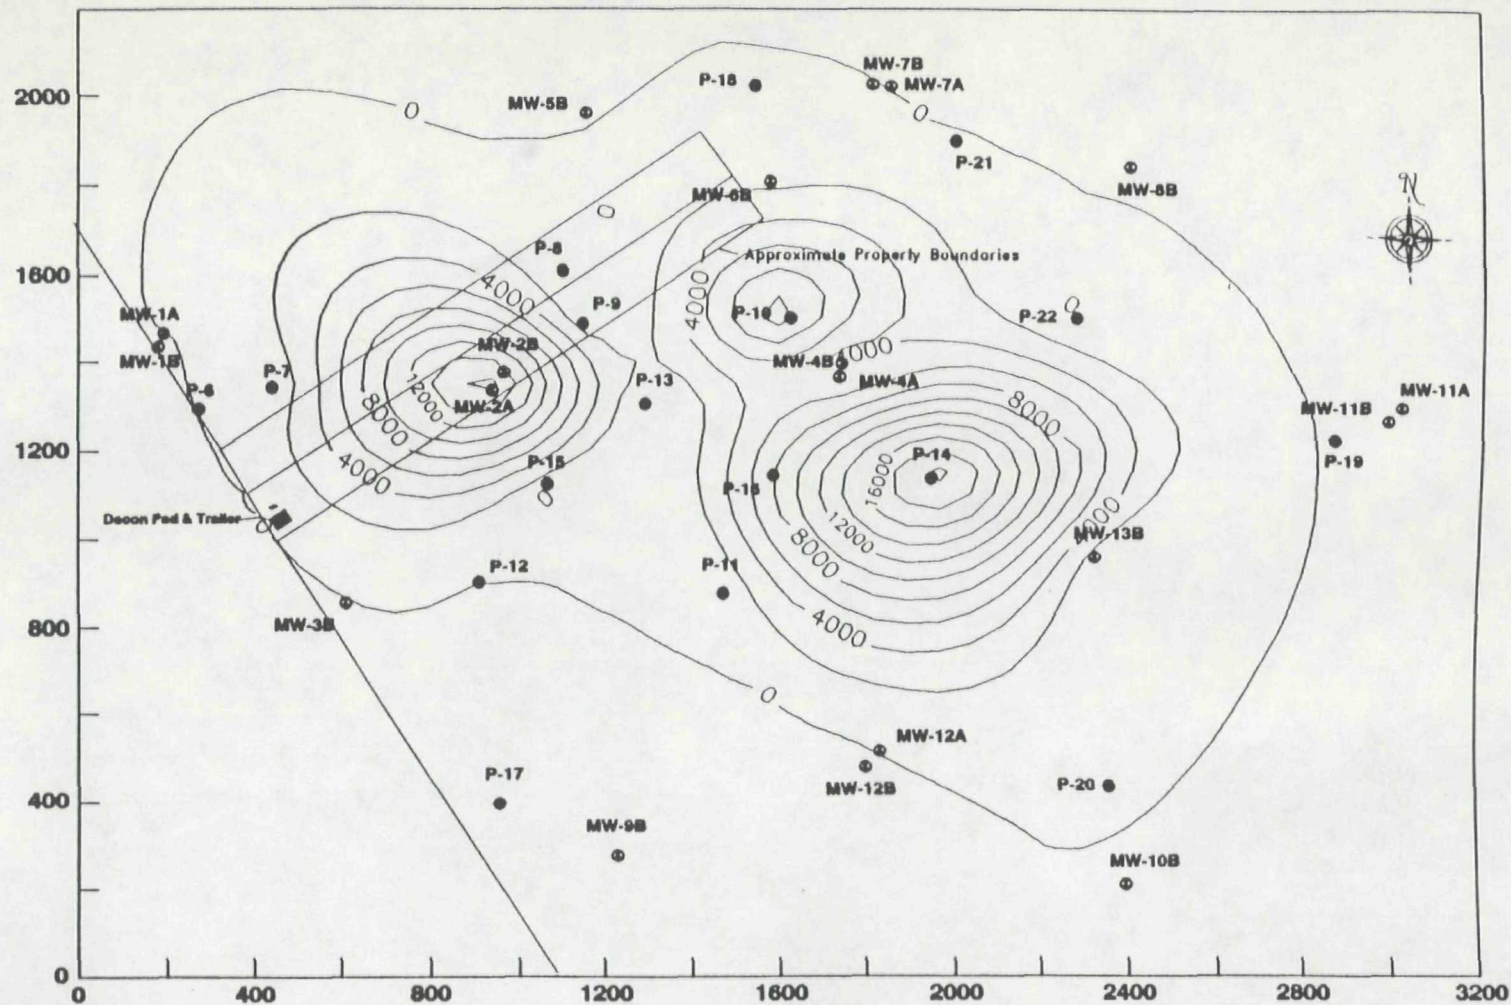 MW-7B
P-18
MW-7A
2000
MW-5B
0
0
P-21
MW-8B
N
MW-6B
0
P-8
Approximate Property Boundaries
1600
4000
4000
P-9
0
P-22
MW-1A
MW-2B
MW-4B
4000
MW-1B
P-6
P-7
12000
P-13
MW-4A
MW-11A
8000
MW-2A
8000
MW-11B
1200
4000
P-15
P-14
P-19
16000
0
Decon Pad & Trailer
0
12000
MW-13B
8000
P-12
P-11
800
MW-3B
4000
0
MW-12A
P-17
P-20
400
MW-12B
MW-9B
MW-10B
0
0 400 800 1200 1600 2000 2400 2800 3200